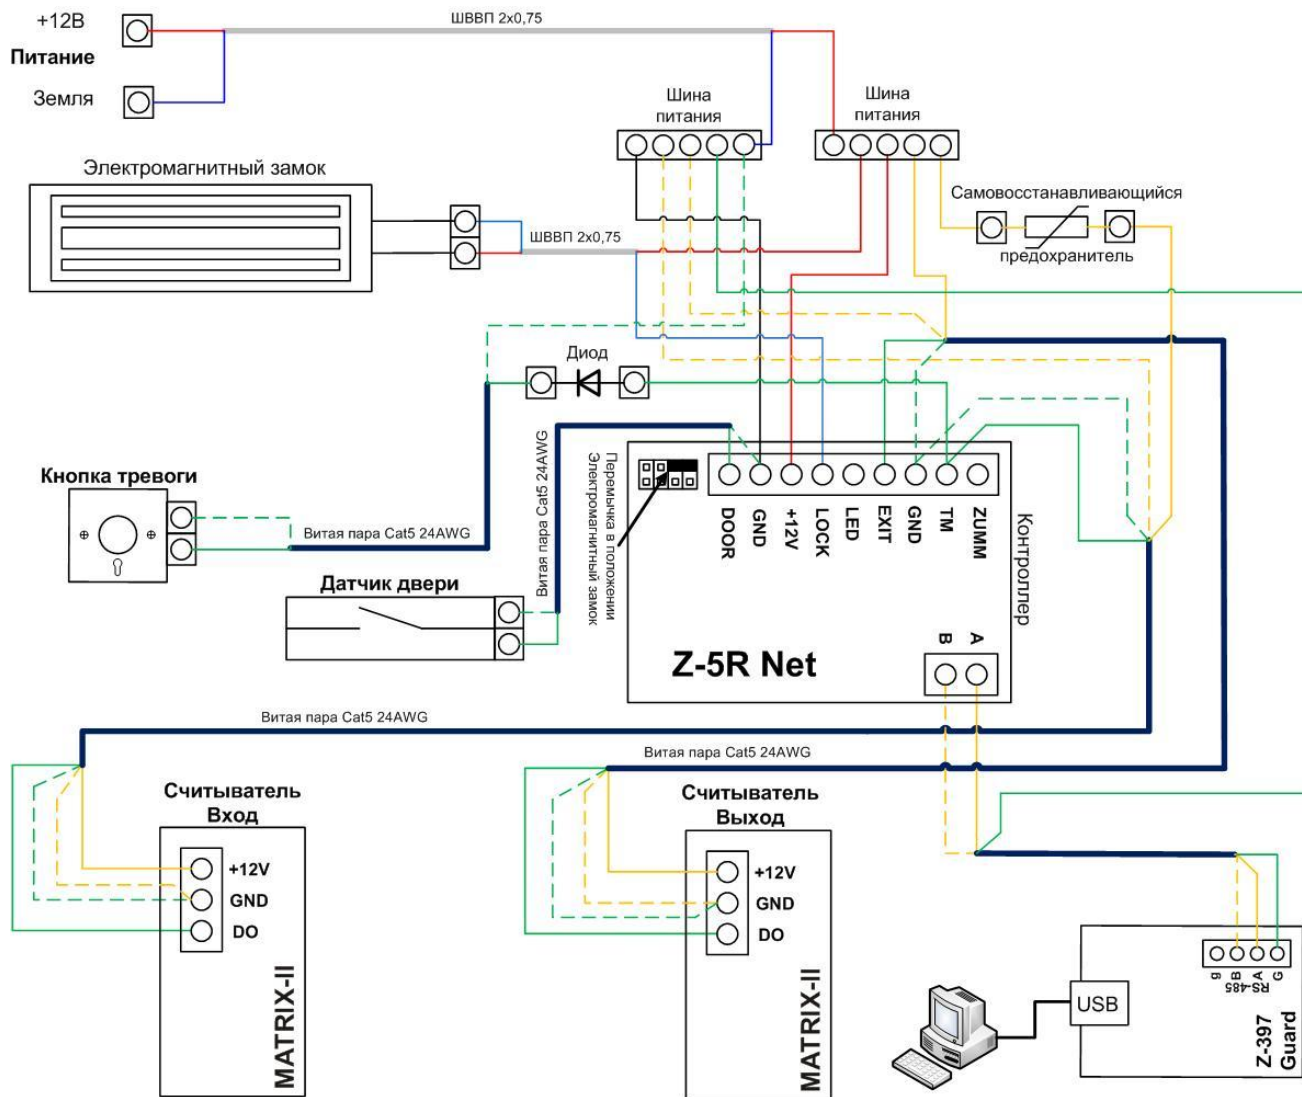 +12В
Питание
Земля
ШВВП 2х0,75
Шина
питания
Шина
питания
Электромагнитный замок
ШВВП 2х0,75
Самовосстанавливающийся
предохранитель
Диод
Кнопка тревоги
Витая пара Cat5 24AWG
Витая пара Cat5 24AWG
Датчик двери
Перемычка в положении
Электромагнитный замок
DOOR
GND
+12V
LOCK
LED
EXIT
GND
TM
ZUMM
Контроллер
B
A
Z-5R Net
Витая пара Cat5 24AWG
Витая пара Cat5 24AWG
Считыватель
Вход
+12V
GND
DO
MATRIX-II
Считыватель
Выход
+12V
GND
DO
MATRIX-II
g
B
A
G
RS-485
USB
Z-397
Guard